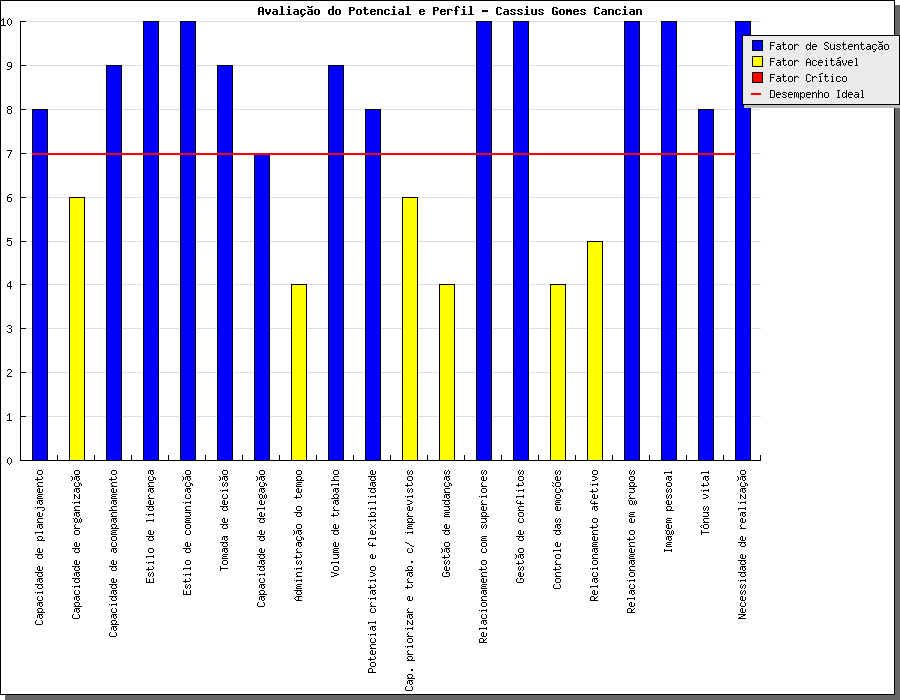 Avaliação do Potencial e Perfil - Cassius Gomes Cancian
10
9
8
7
6
5
4
3
2
1
0
Fator de Sustentação
Fator Aceitável
Fator Crítico
Desempenho Ideal
Capacidade de planejamento
Capacidade de organização
Capacidade de acompanhamento
Estilo de liderança
Estilo de comunicação
Tomada de decisão
Capacidade de delegação
Administração do tempo
Volume de trabalho
Potencial criativo e flexibilidade
Cap. priorizar e trab. c/ imprevistos
Gestão de mudanças
Relacionamento com superiores
Gestão de conflitos
Controle das emoções
Relacionamento afetivo
Relacionamento em grupos
Imagem pessoal
Tônus vital
Necessidade de realização